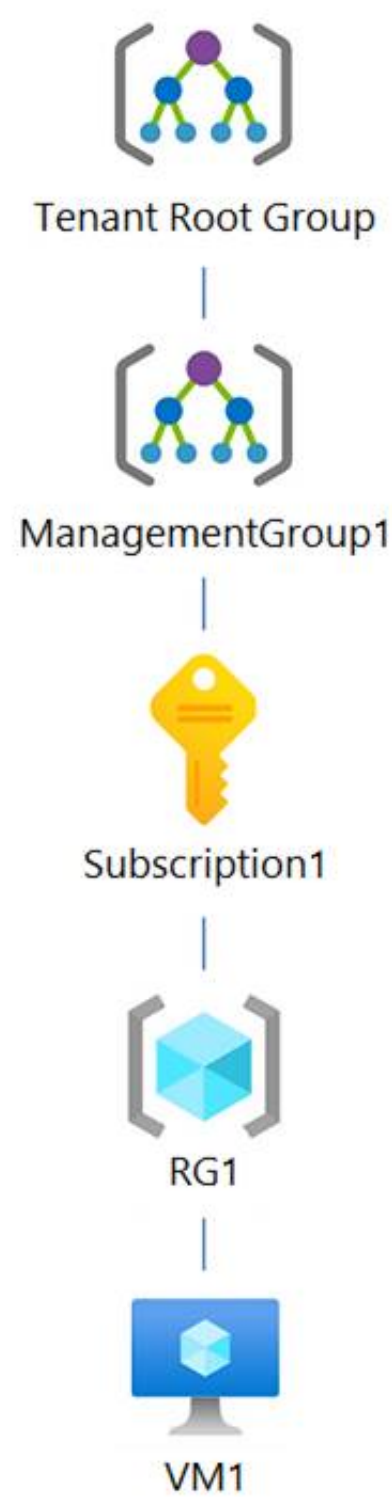 Tenant Root Group
ManagementGroup1
Subscription1
RG1
VM1